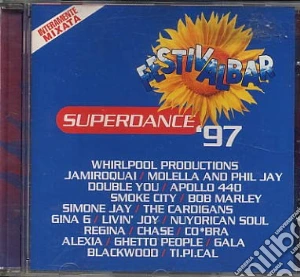 INTERAMENTE
MIXATA
FESTIVALBAR
SUPERDANCE '97
WHIRLPOOL PRODUCTIONS
JAMIROQUAI / MOLELLA AND PHIL JAY
DOUBLE YOU / APOLLO 440
SMOKE CITY / BOB MARLEY
SIMONE JAY / THE CARDIGANS
GINA G / LIVIN' JOY / NUYORICAN SOUL
REGINA / CHASE / CO*BRA
ALEXIA / GHETTO PEOPLE / GALA
BLACKWOOD / TI.PI.CAL